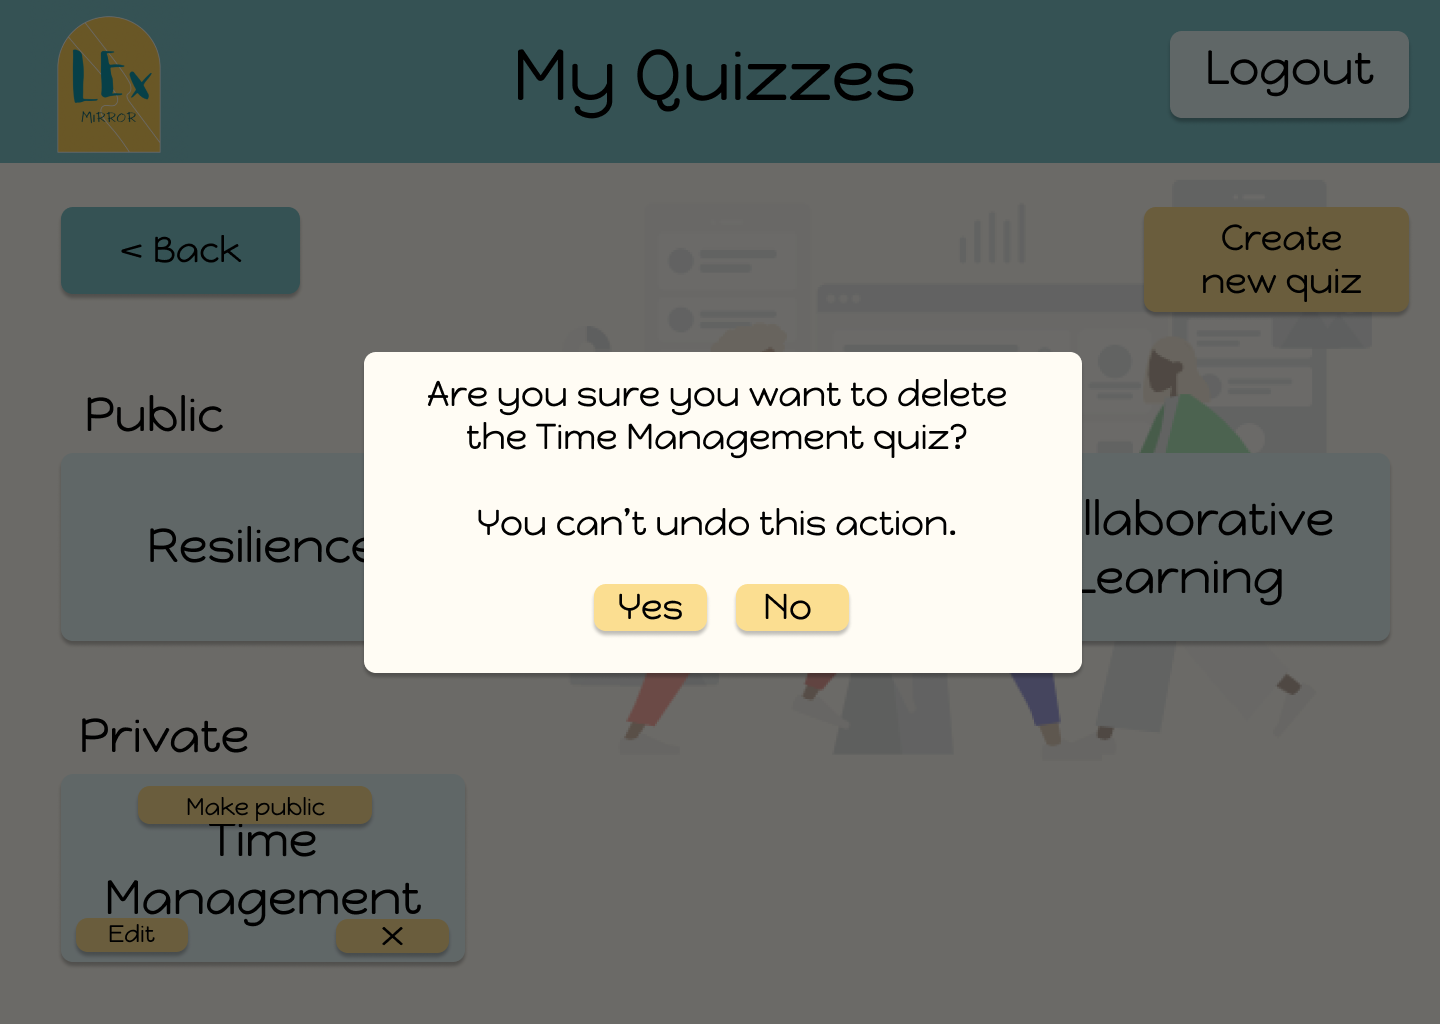 LEx
MIRROR
My Quizzes
Logout
< Back
Create
new quiz
Are you sure you want to delete
the Time Management quiz?
You can't undo this action.
Yes
No
Public
Resilience
llaborative
Learning
Private
Make public
Time
Management
Edit
X